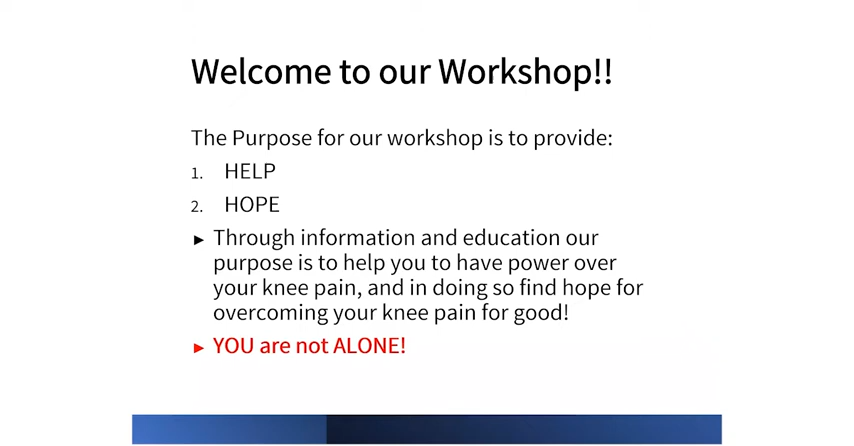 Welcome to our Workshop!!
The Purpose for our workshop is to provide:
1. HELP
2. HOPE
► Through information and education our
purpose is to help you to have power over
your knee pain, and in doing so find hope for
overcoming your knee pain for good!
► YOU are not ALONE!